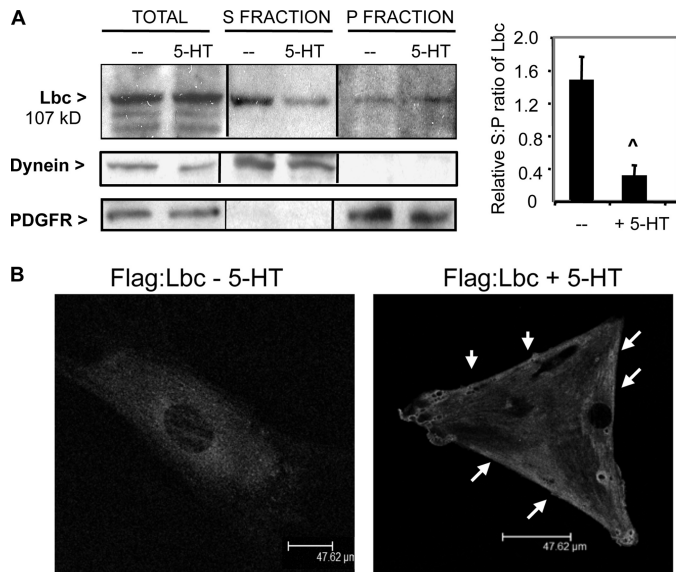 A
TOTAL S FRACTION P FRACTION
-- 5-HT -- 5-HT -- 5-HT
Lbc >
107 kD
Dynein >
PDGFR >
Relative S:P ratio of Lbc
2.0
1.6
1.2
0.8
0.4
0
^
-- + 5-HT
B
Flag:Lbc - 5-HT Flag:Lbc + 5-HT
47.62 µm 47.62 µm